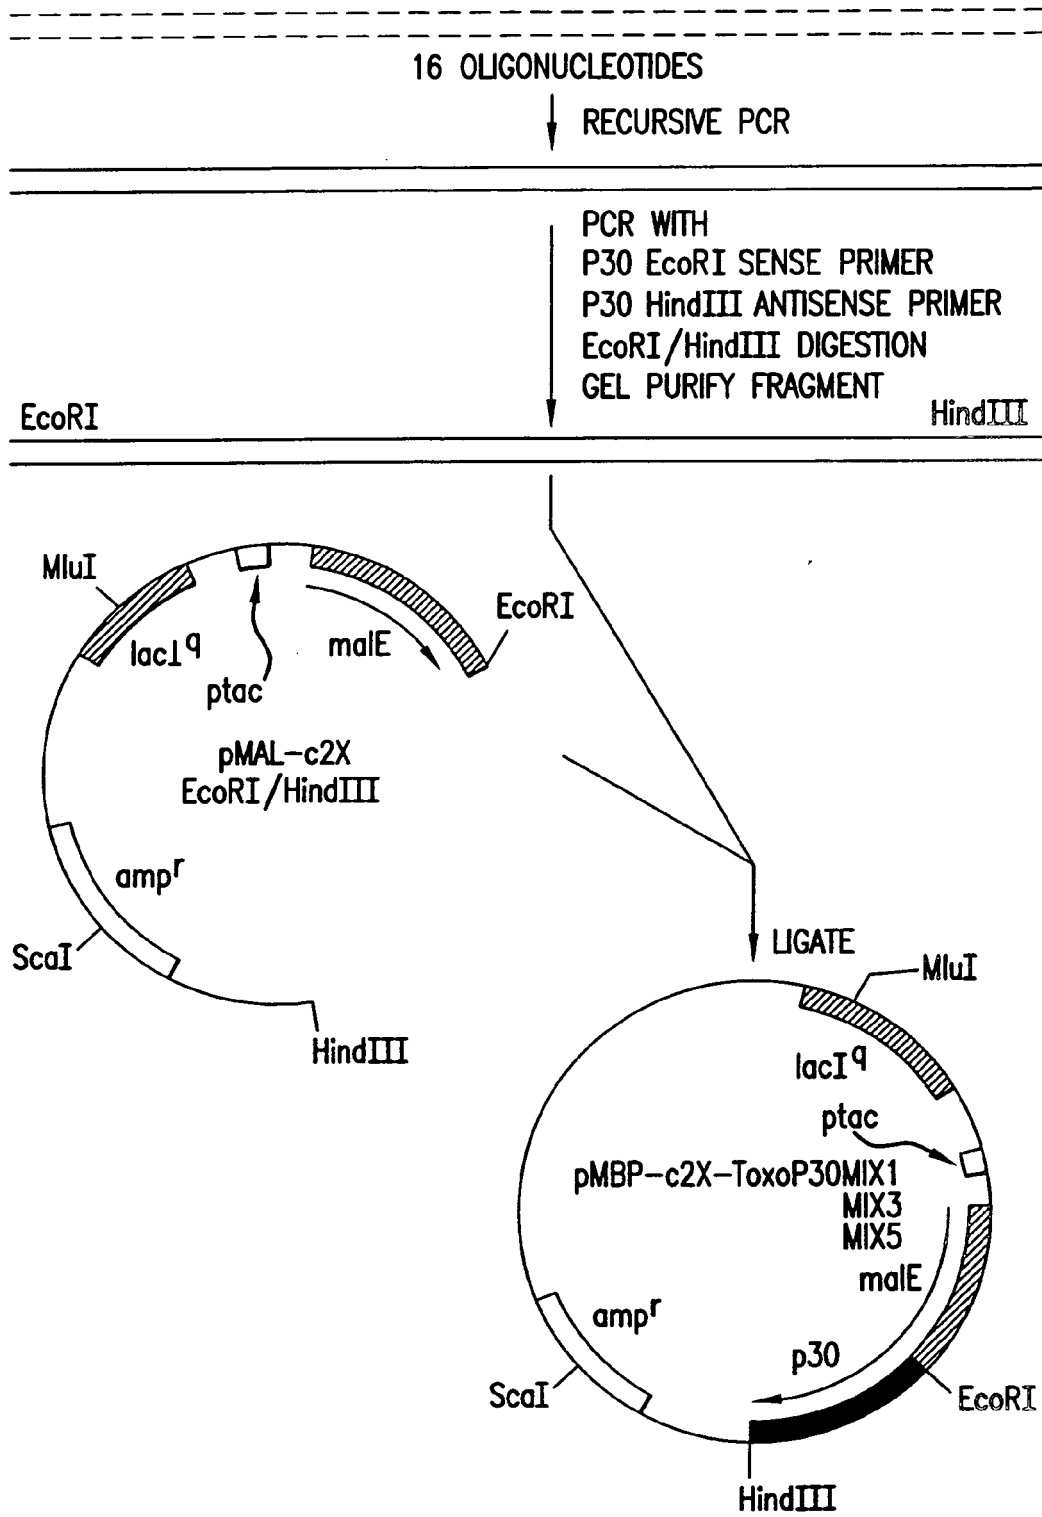 16 OLIGONUCLEOTIDES
RECURSIVE PCR
PCR WITH
P30 EcoRI SENSE PRIMER
P30 HindIII ANTISENSE PRIMER
EcoRI/HindIII DIGESTION
GEL PURIFY FRAGMENT
EcoRI
HindIII
MluI
EcoRI
lacIq
malE
ptac
pMAL-c2X
EcoRI/HindIII
ampr
ScaI
HindIII
LIGATE
MluI
lacIq
ptac
pMBP-c2X-ToxoP30MIX1
MIX3
MIX5
malE
ampr
p30
ScaI
EcoRI
HindIII